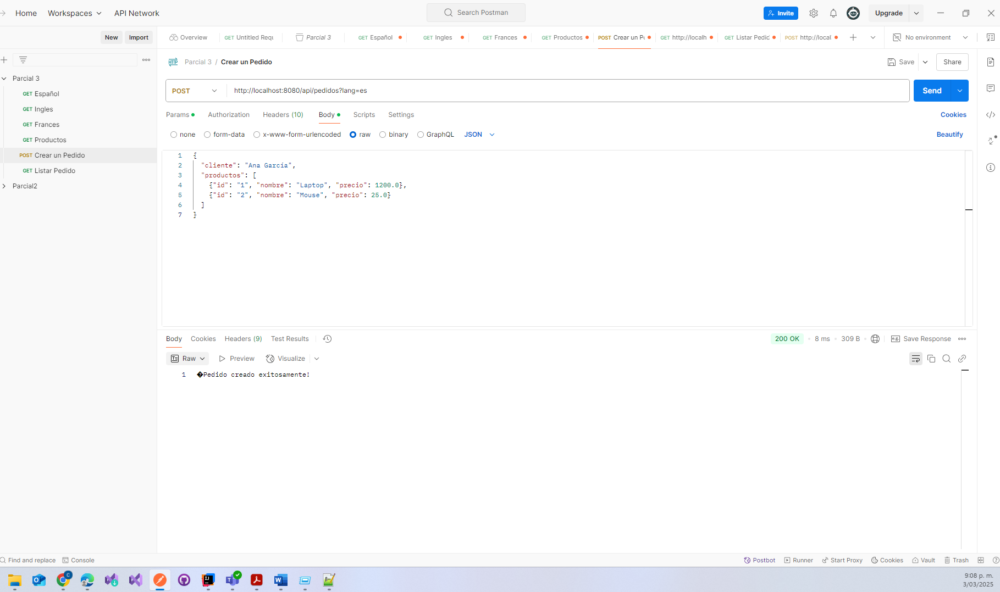 Home
Workspaces
API Network
Search Postman
Invite
Upgrade
New
Import
Overview
GET Untitled Requ
Parcial 3
GET Español
GET Ingles
GET Frances
GET Productos
POST Crear un P
GET http://localh
GET Listar Pedic
POST http://local
No environment
Parcial 3
GET Español
GET Ingles
GET Frances
GET Productos
POST Crear un Pedido
GET Listar Pedido
Parcial2
HTTP Parcial 3 / Crear un Pedido
Save
Share
POST
http://localhost:8080/api/pedidos?lang=es
Send
Params
Authorization
Headers (10)
Body
Scripts
Settings
Cookies
none
form-data
x-www-form-urlencoded
raw
binary
GraphQL
JSON
Beautify
1 {
2 "cliente": "Ana García",
3 "productos": [
4 {"id": "1", "nombre": "Laptop", "precio": 1200.0},
5 {"id": "2", "nombre": "Mouse", "precio": 25.0}
6 ]
7 }
Body
Cookies
Headers (9)
Test Results
200 OK
8 ms
309 B
e.g.
Save Response
Raw
Preview
Visualize
1 �Pedido creado exitosamente!
Find and replace
Console
Postbot
Runner
Start Proxy
Cookies
Vault
Trash
9:08 p. m.
3/03/2025